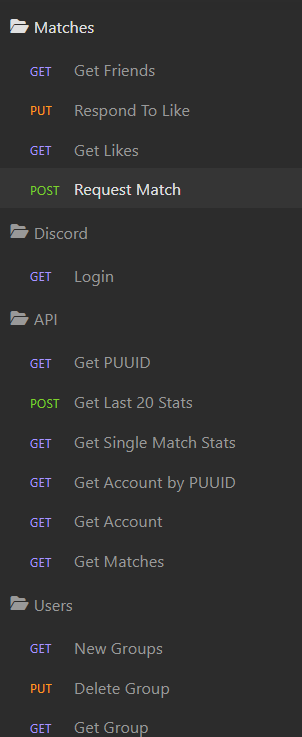 Matches
GET Get Friends
PUT Respond To Like
GET Get Likes
POST Request Match
Discord
GET Login
API
GET Get PUUID
POST Get Last 20 Stats
GET Get Single Match Stats
GET Get Account by PUUID
GET Get Account
GET Get Matches
Users
GET New Groups
PUT Delete Group
GET Get Group